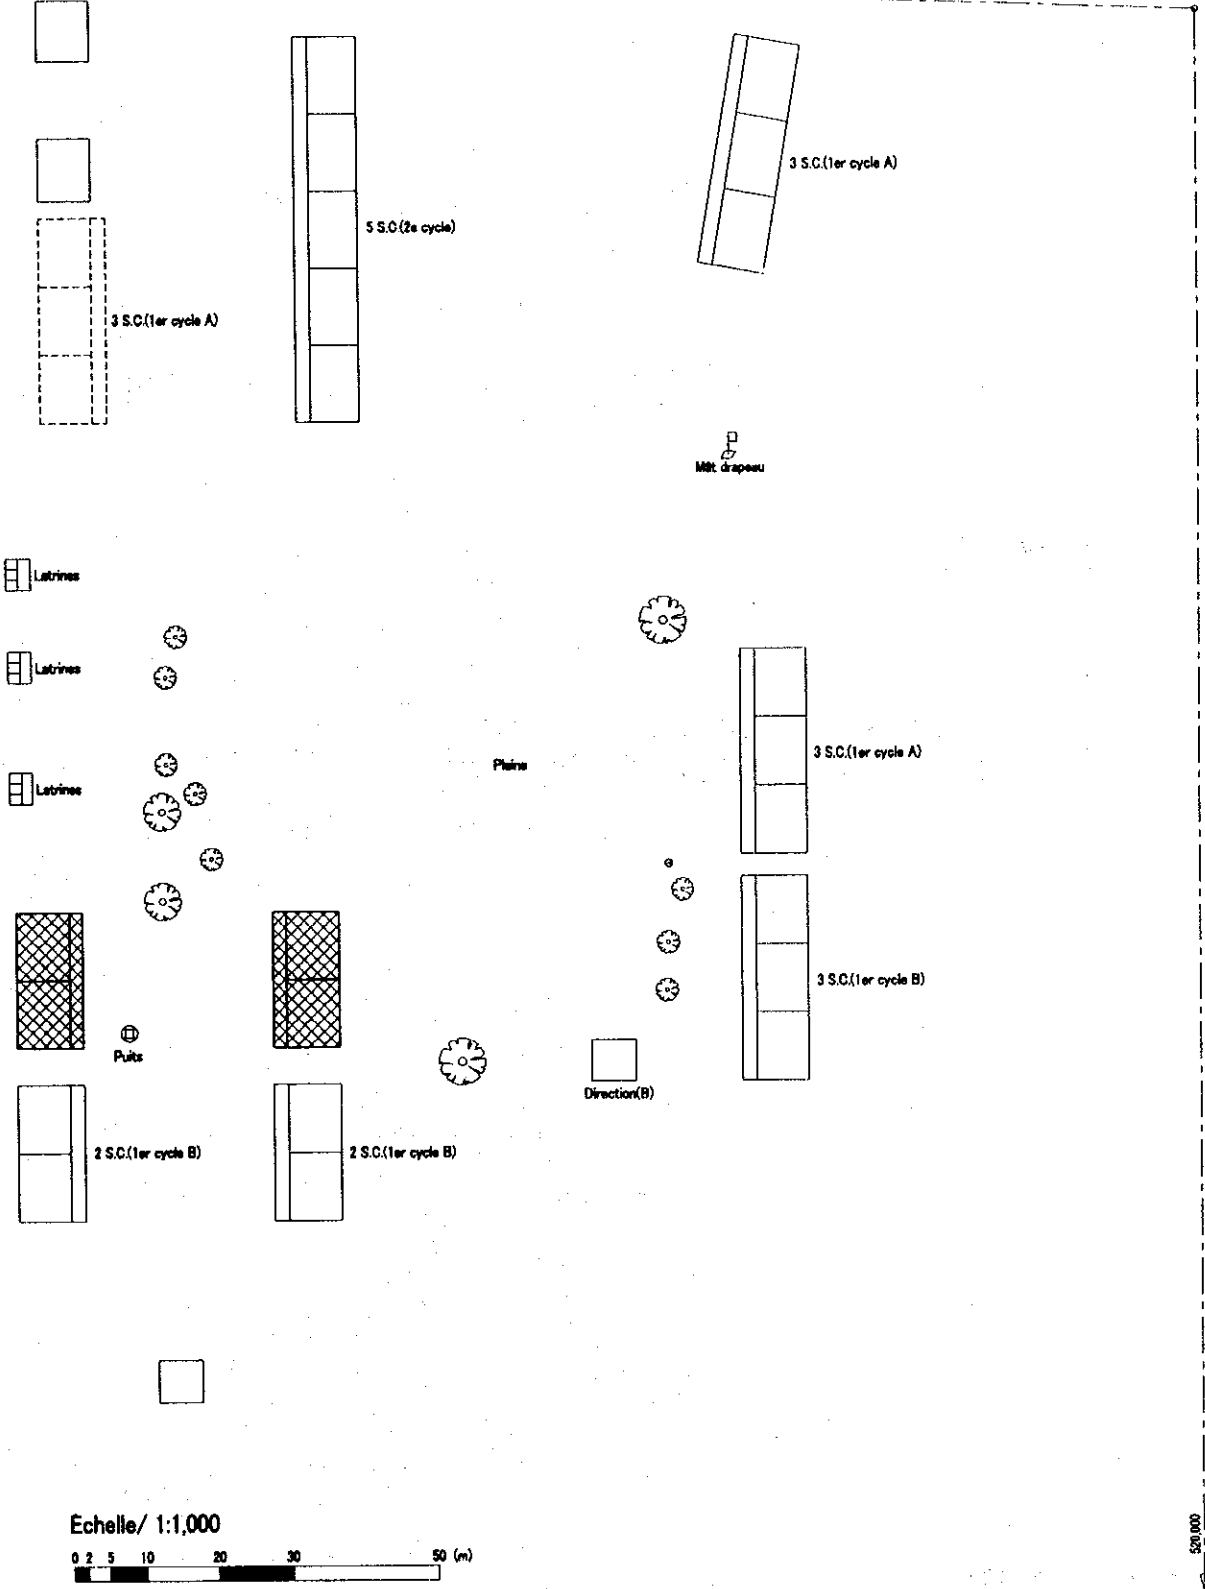 3 S.C.(1er cycle A)
5 S.C.(2e cycle)
3 S.C.(1er cycle A)
Mât drapeau
Latrines
Latrines
Plaine
3 S.C.(1er cycle A)
Latrines
3 S.C.(1er cycle B)
Puits
Direction(B)
2 S.C.(1er cycle B)
2 S.C.(1er cycle B)
Échelle/ 1:1,000
0 2 5 10 20 30 50 (m)
520,000